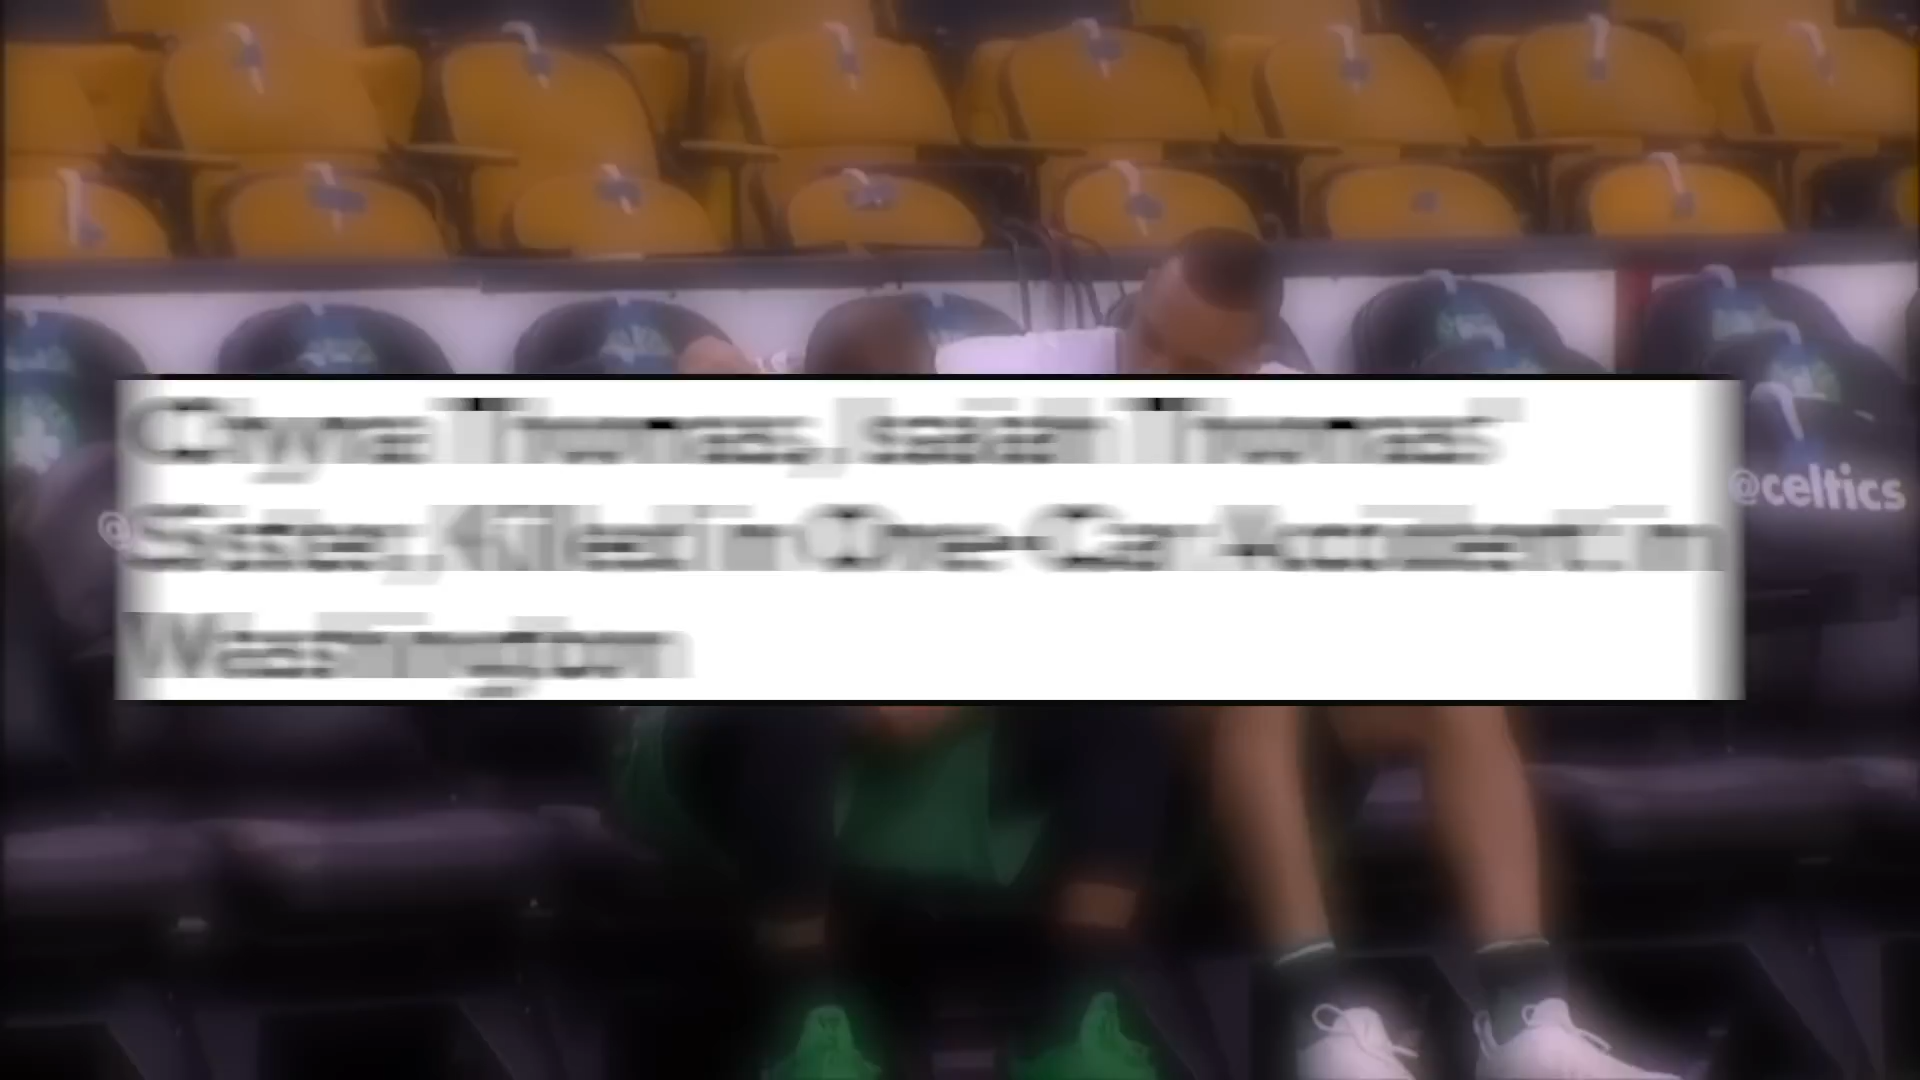 Chyna Thomas, Isaiah Thomas'
Sister, Killed in One-Car Accident in
Washington
@celtics